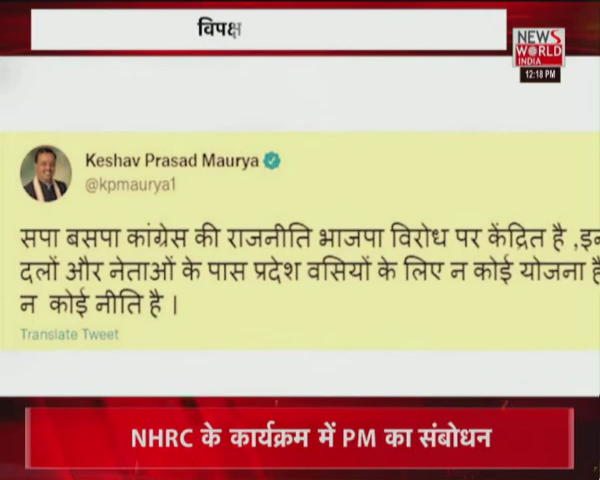 विपक्ष
NEWS
WORLD
INDIA
12:18 PM
Keshav Prasad Maurya
@kpmaurya1
सपा बसपा कांग्रेस की राजनीति भाजपा विरोध पर केंद्रित है ,इन
दलों और नेताओं के पास प्रदेश वसियों के लिए न कोई योजना है
न कोई नीति है ।
Translate Tweet
NHRC के कार्यक्रम में PM का संबोधन